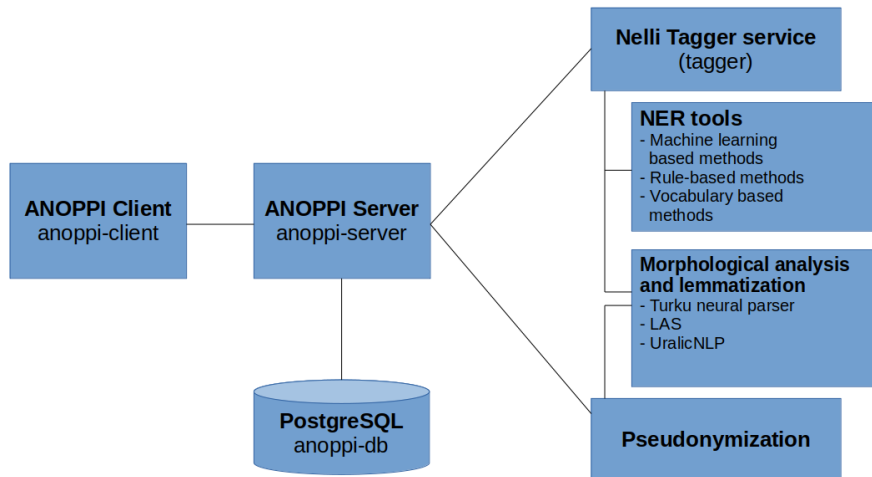 Nelli Tagger service
(tagger)
NER tools
- Machine learning
based methods
- Rule-based methods
- Vocabulary based
methods
ANOPPI Client
anoppi-client
ANOPPI Server
anoppi-server
Morphological analysis
and lemmatization
- Turku neural parser
- LAS
- UralicNLP
PostgreSQL
anoppi-db
Pseudonymization